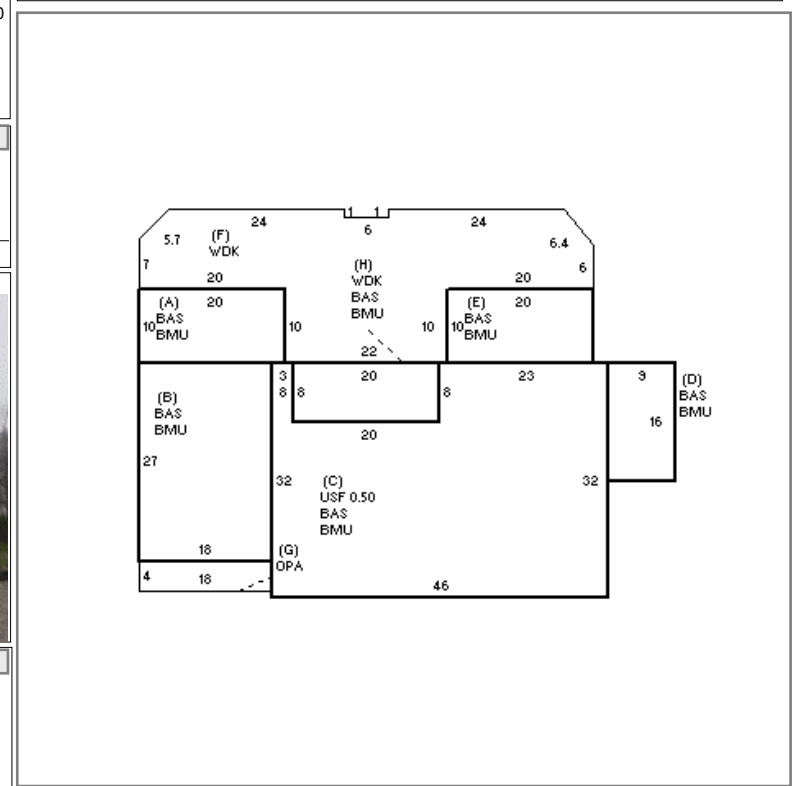 1 1
24
24
6
5.7
(F)
WDK
6.4
7
6
(H)
WDK
BAS
BMU
20
20
(A)
BAS
BMU
20
10
10
10
(E)
BAS
BMU
20
10
22
3
8
8
20
8
23
9
(D)
BAS
BMU
16
(B)
BAS
BMU
20
27
32
(C)
USF 0.50
BAS
BMU
32
18
(G)
OPA
4
18
46